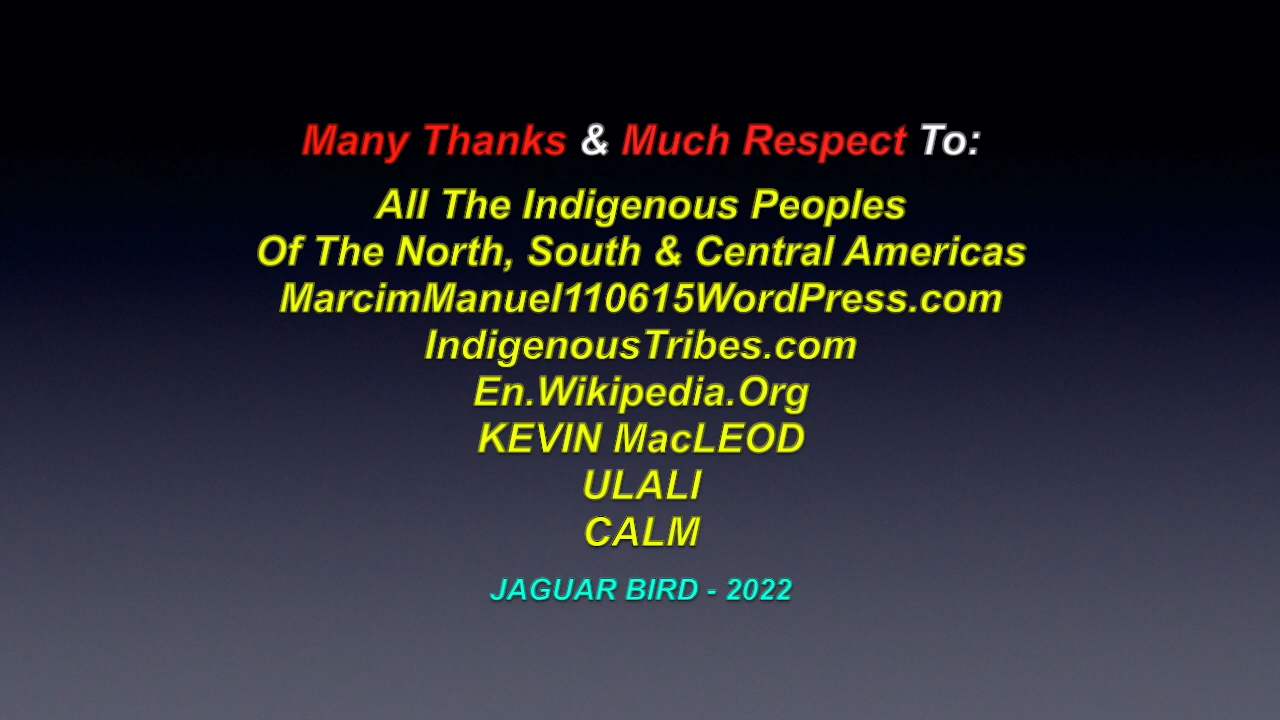 Many Thanks & Much Respect To:
All The Indigenous Peoples
Of The North, South & Central Americas
MarcimManuel110615WordPress.com
IndigenousTribes.com
En.Wikipedia.Org
KEVIN MacLEOD
ULALI
CALM
JAGUAR BIRD - 2022